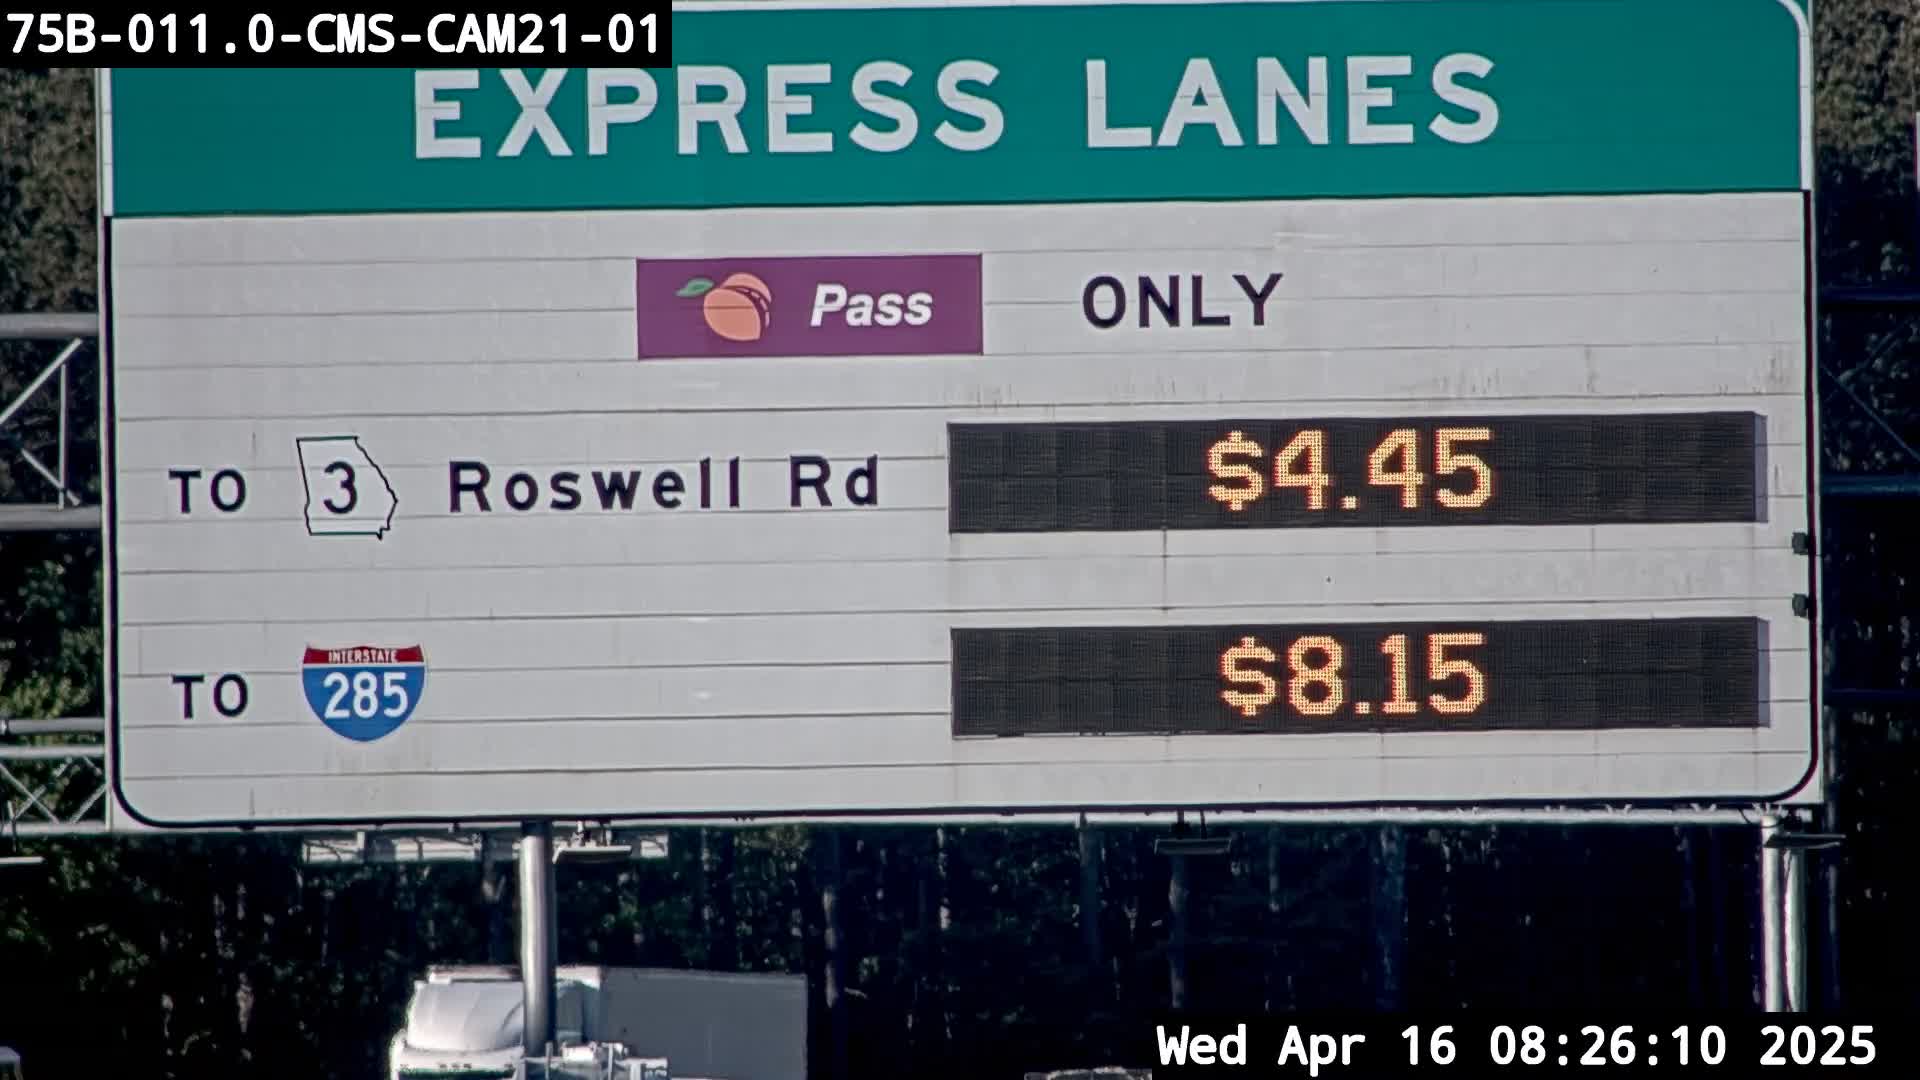 75B-011.0-CMS-CAM21-01
EXPRESS LANES
Pass ONLY
TO 3 Roswell Rd $4.45
INTERSTATE
TO 285 $8.15
Wed Apr 16 08:26:10 2025